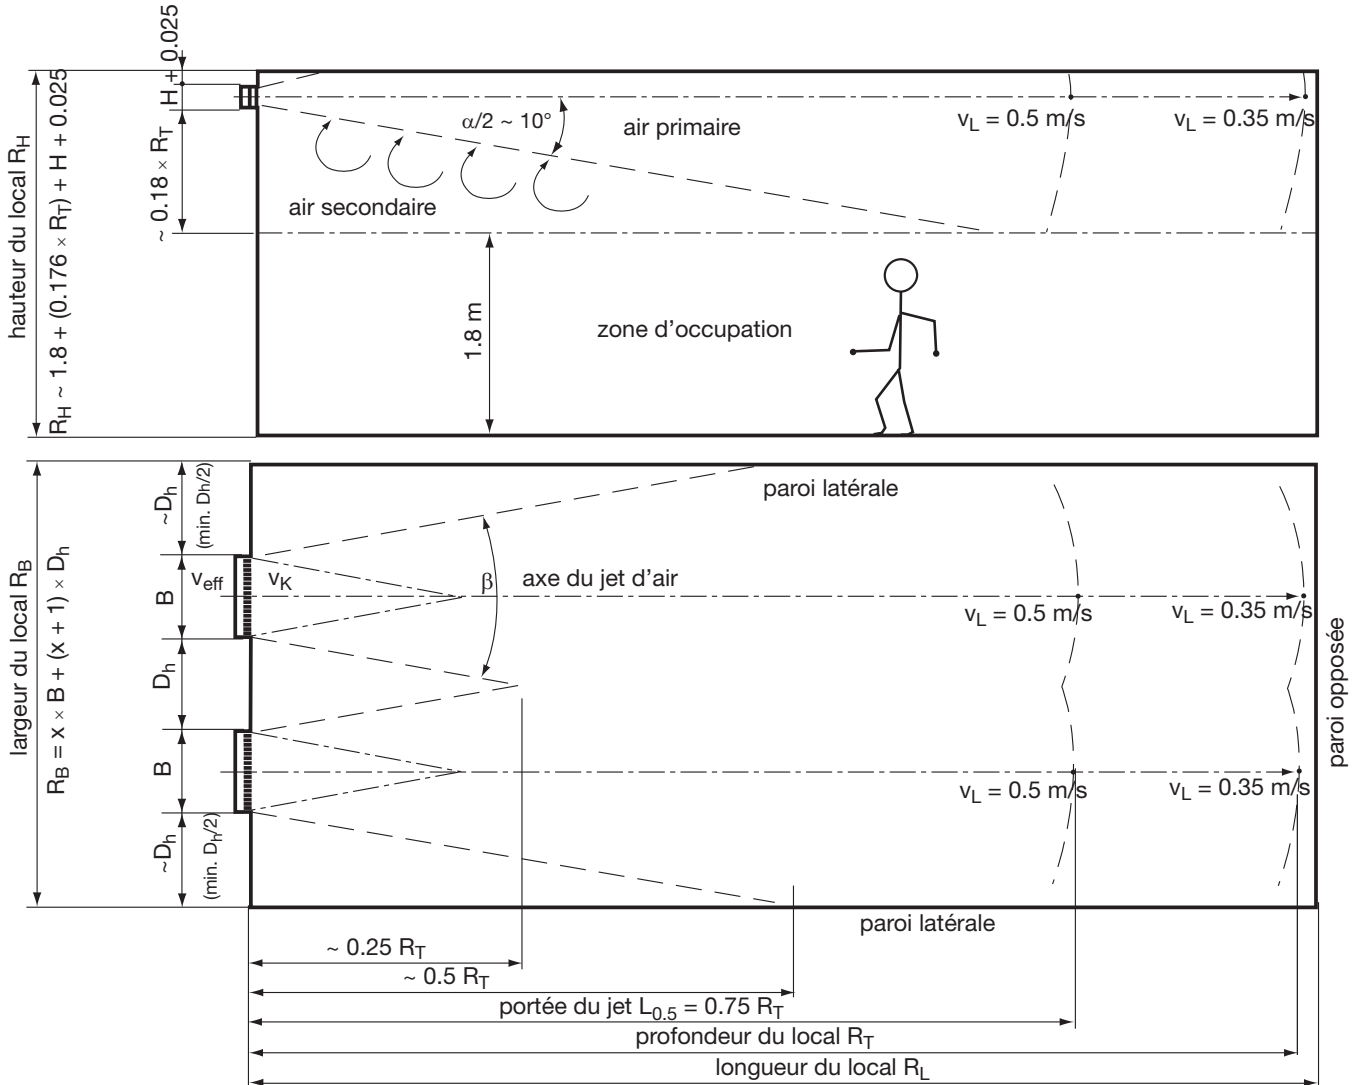 hauteur du local R_H
R_H ~ 1.8 + (0.176 × R_T) + H + 0.025
H + 0.025
~ 0.18 × R_T
α/2 ~ 10°
air primaire
v_L = 0.5 m/s
v_L = 0.35 m/s
air secondaire
1.8 m
zone d'occupation
largeur du local R_B
R_B = x × B + (x + 1) × D_h
~D_h
(min. Dh/2)
B
D_h
B
~D_h
(min. D_h/2)
v_eff
v_K
β
axe du jet d'air
paroi latérale
v_L = 0.5 m/s
v_L = 0.35 m/s
v_L = 0.5 m/s
v_L = 0.35 m/s
paroi opposée
paroi latérale
~ 0.25 R_T
~ 0.5 R_T
portée du jet L_0.5 = 0.75 R_T
profondeur du local R_T
longueur du local R_L